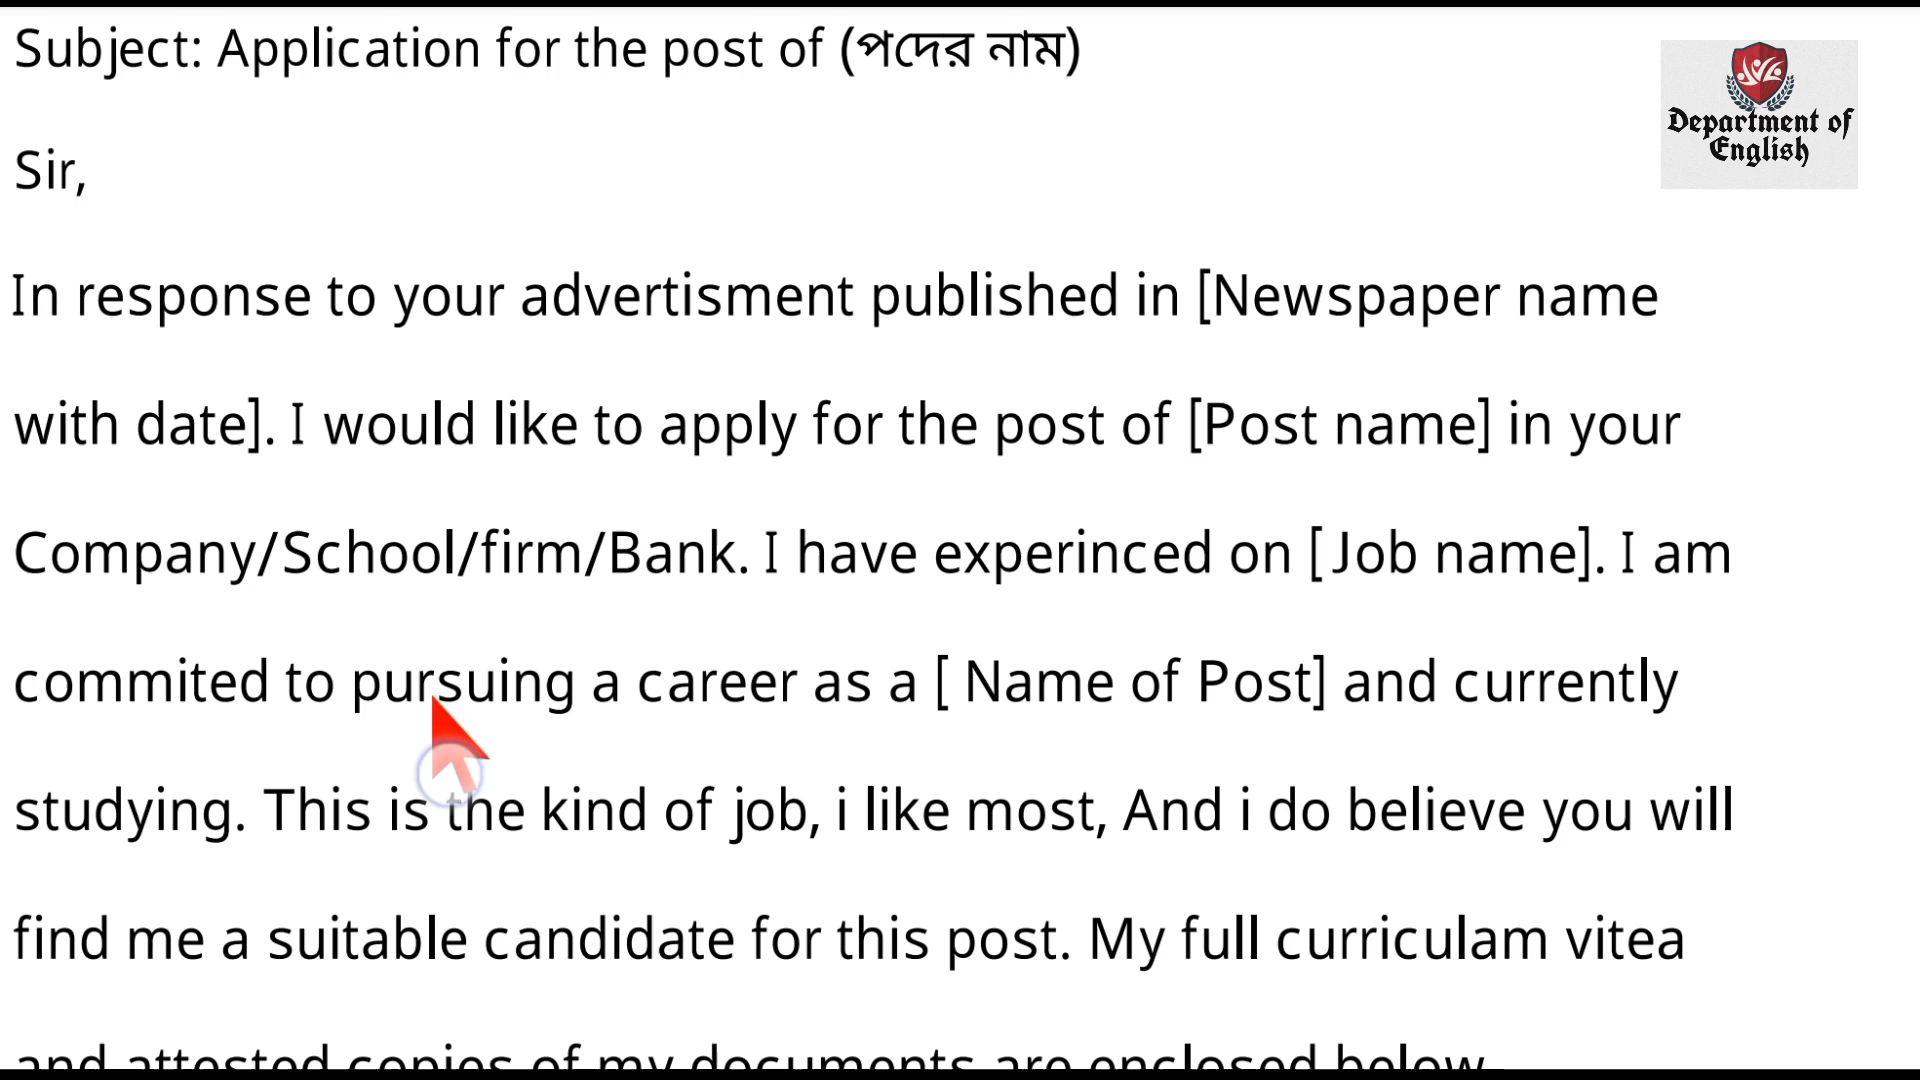 Subject: Application for the post of (পদের নাম)
Department of
English
Sir,
In response to your advertisment published in [Newspaper name
with date]. I would like to apply for the post of [Post name] in your
Company/School/firm/Bank. I have experinced on [ Job name]. I am
commited to pursuing a career as a [ Name of Post] and currently
studying. This is the kind of job, i like most, And i do believe you will
find me a suitable candidate for this post. My full curriculam vitea
and attested copies of my documents are enclosed below